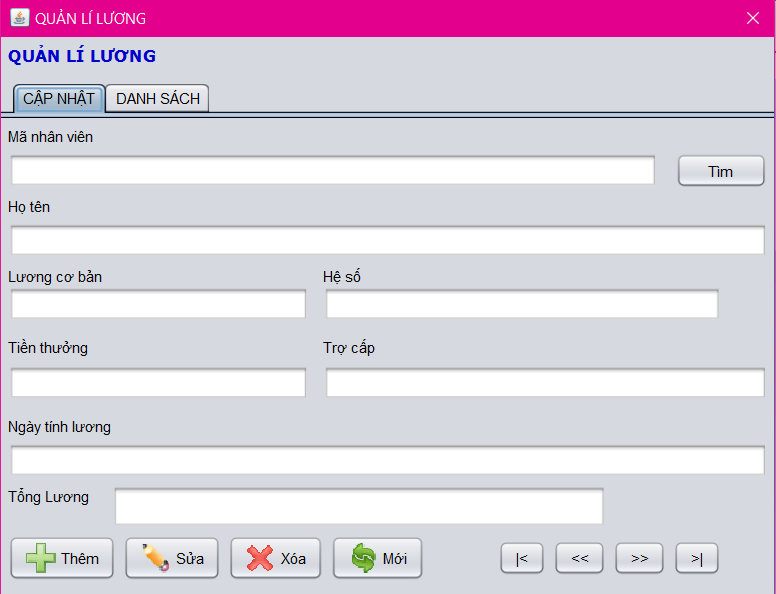 QUẢN LÍ LƯƠNG
QUẢN LÍ LƯƠNG
CẬP NHẬT DANH SÁCH
Mã nhân viên
Tìm
Họ tên
Lương cơ bản Hệ số
Tiền thưởng Trợ cấp
Ngày tính lương
Tổng Lương
Thêm Sửa Xóa Mới |< << >> >|